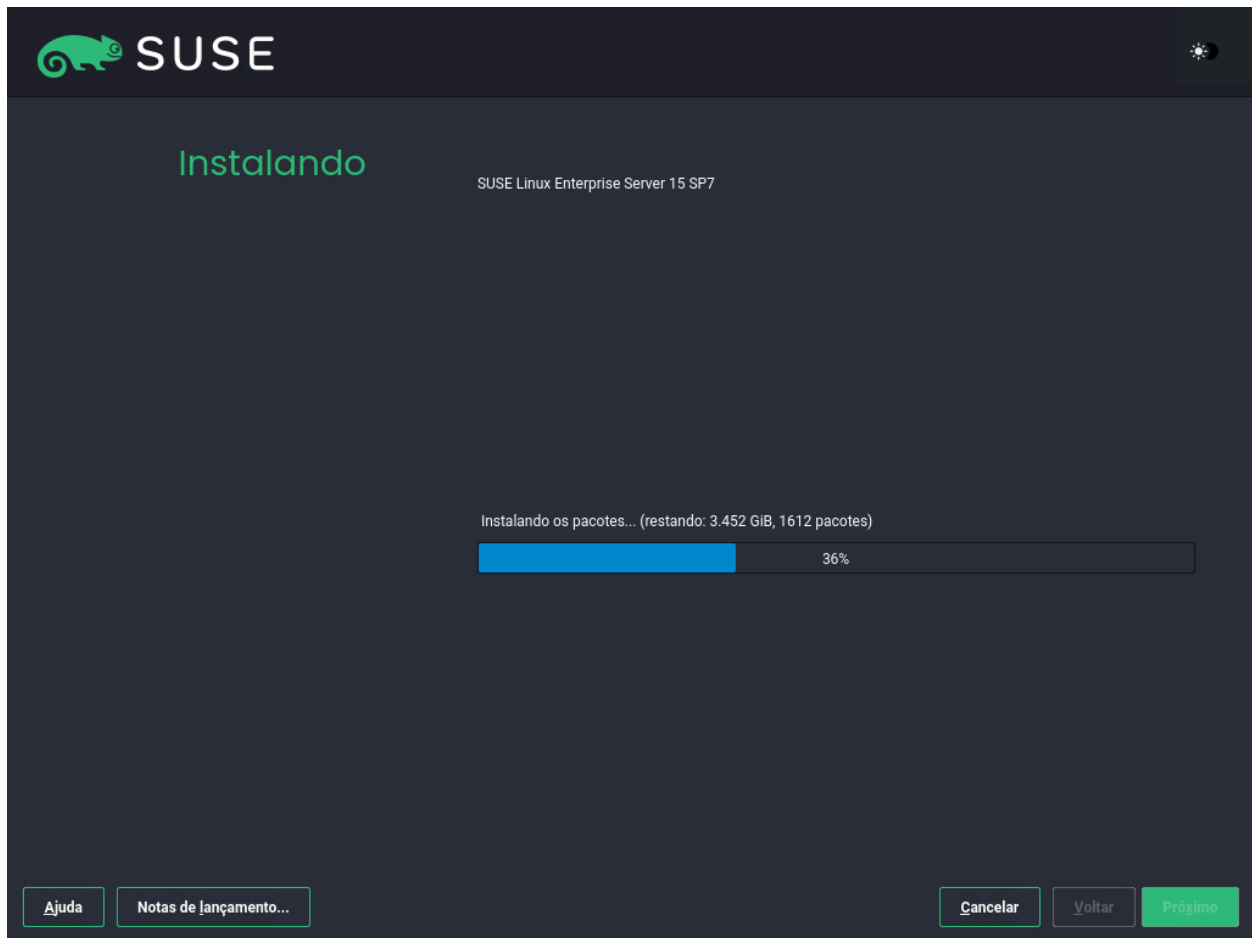 SUSE
Instalando
SUSE Linux Enterprise Server 15 SP7
Instalando os pacotes... (restando: 3.452 GiB, 1612 pacotes)
36%
Ajuda
Notas de lançamento...
Cancelar
Voltar
Próximo